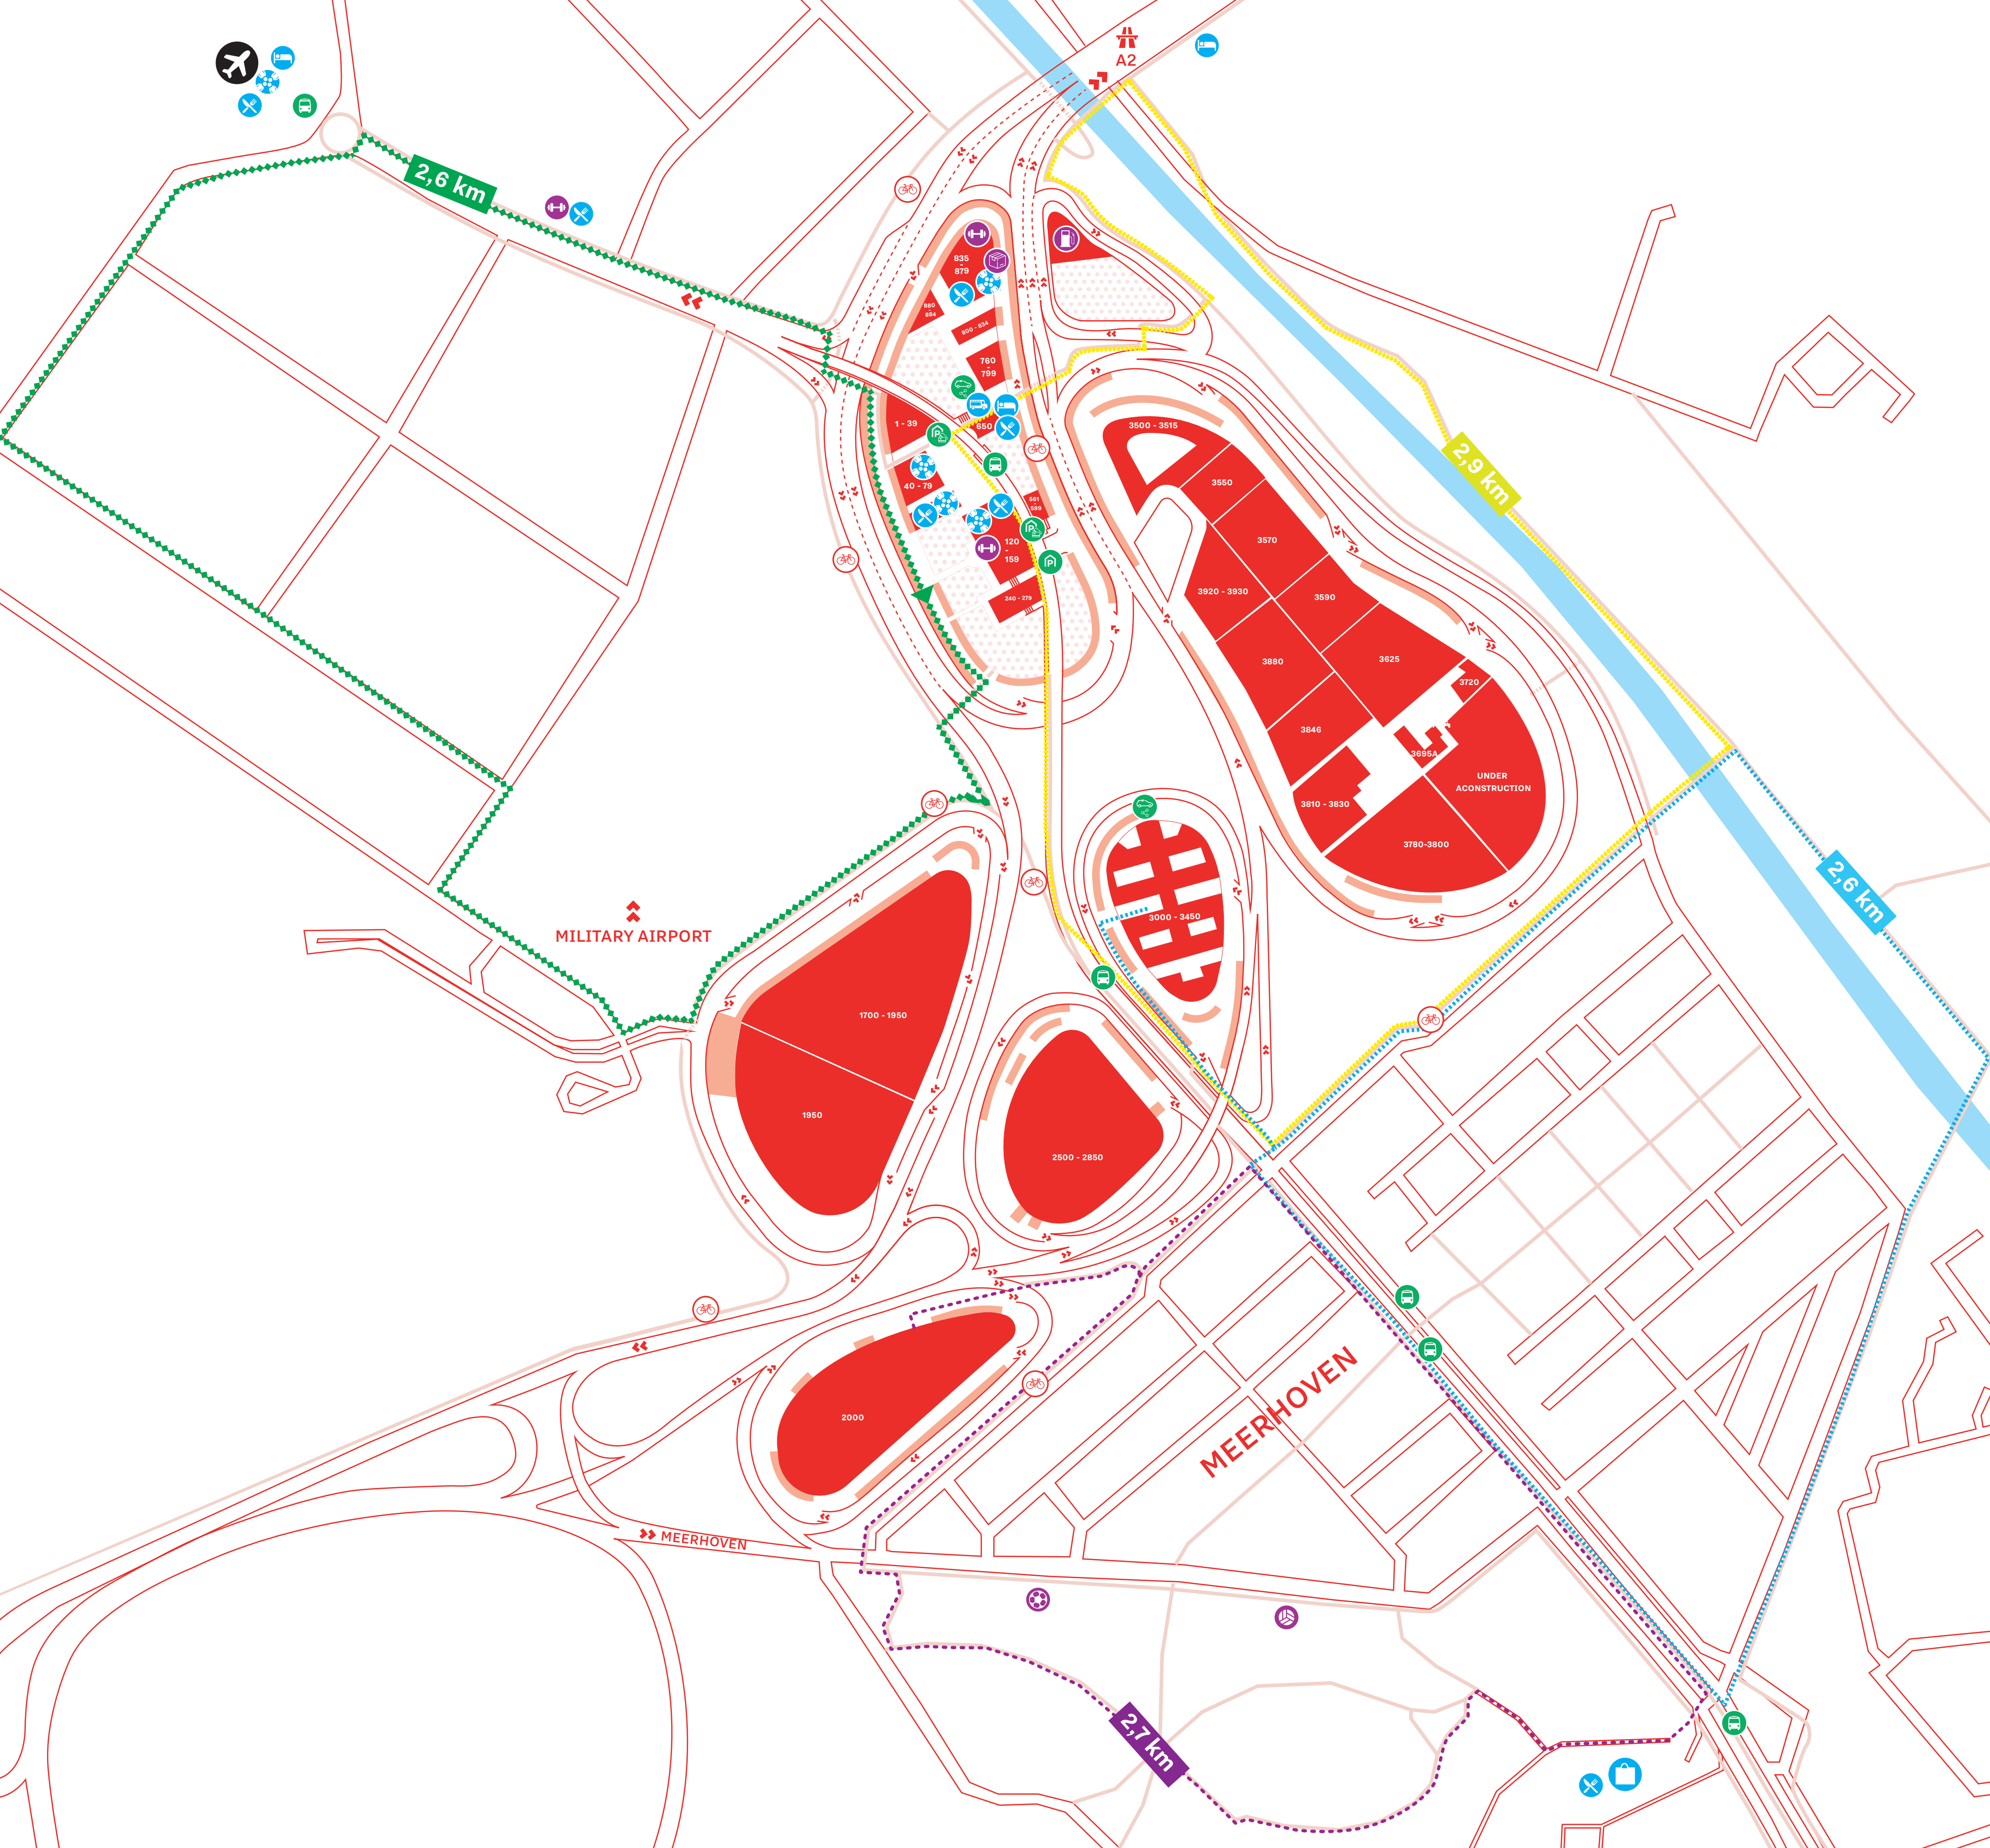 A2
2,6 km
835
-
879
880
-
884
800 - 834
760
-
799
1 - 39
650
3500 - 3515
2,9 km
40 - 79
3550
561
-
599
3570
120
-
159
3920 - 3930
3590
240 - 279
3880
3625
3720
3846
3695A
UNDER
ACONSTRUCTION
3810 - 3830
3780-3800
2,6 km
3000 - 3450
MILITARY AIRPORT
1700 - 1950
1950
2500 - 2850
MEERHOVEN
2000
MEERHOVEN
2,7 km